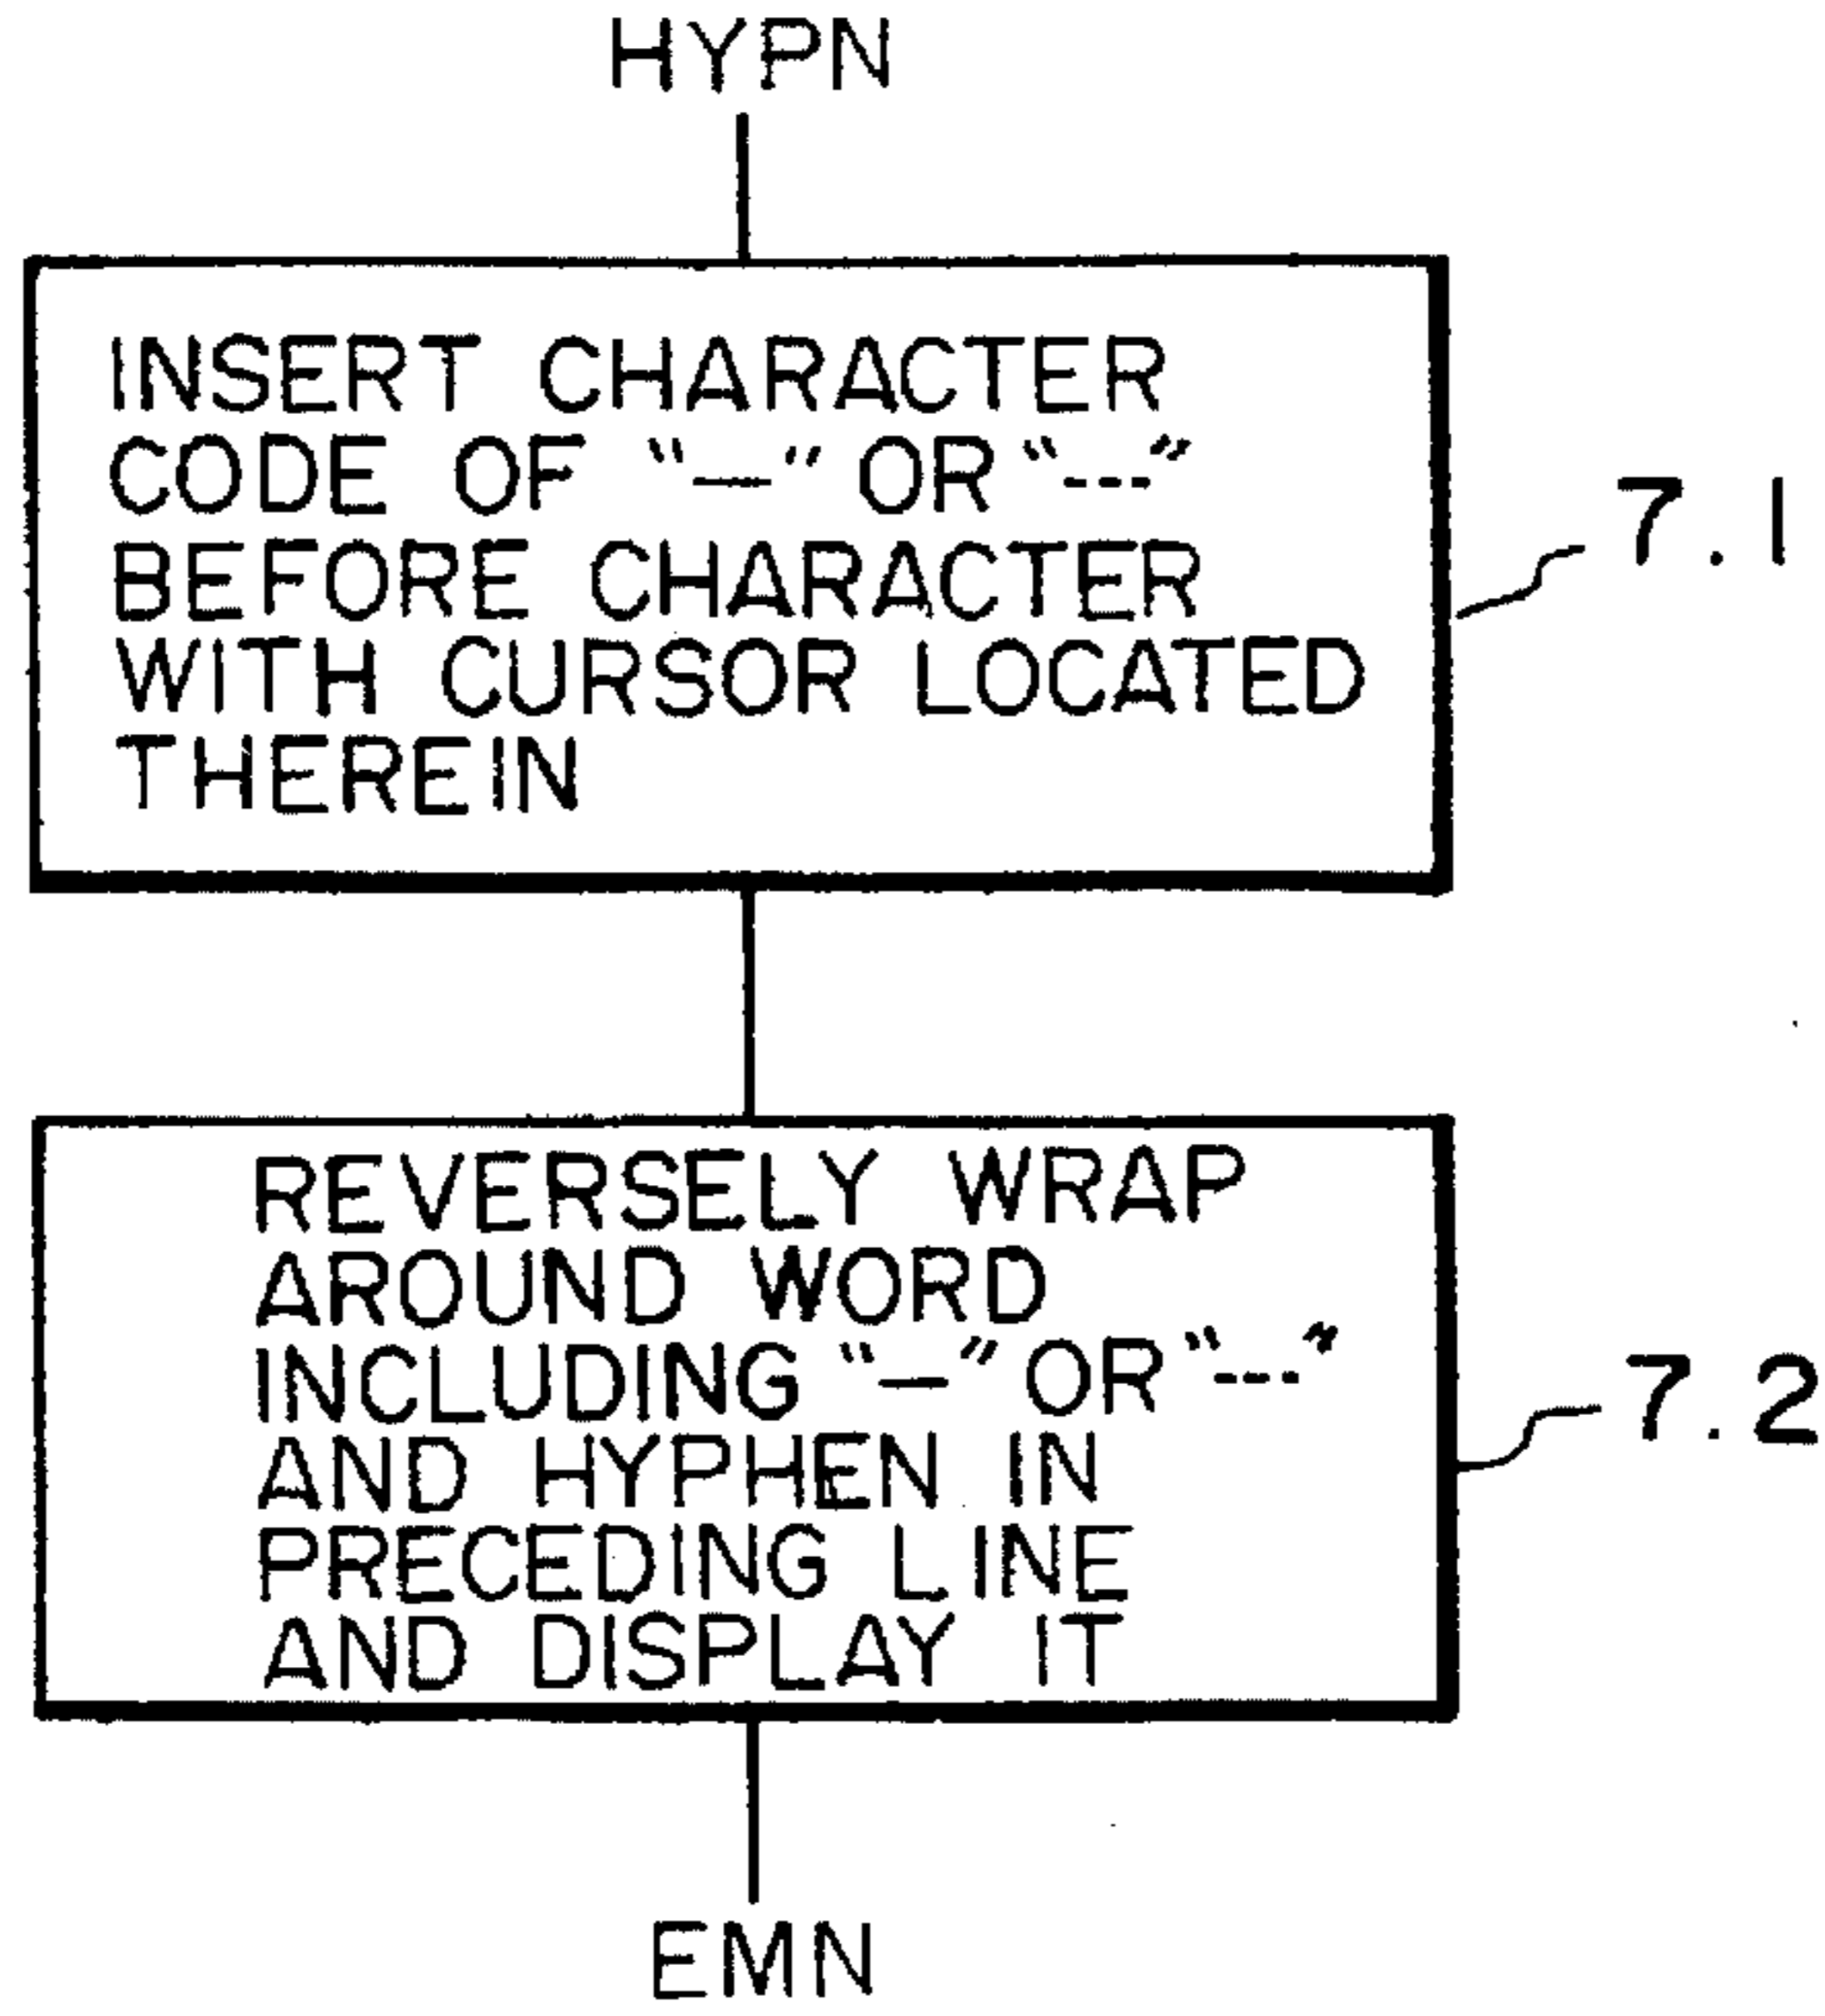 HYPN
INSERT CHARACTER
CODE OF “—” OR “---”
BEFORE CHARACTER
WITH CURSOR LOCATED
THEREIN
7.1
REVERSELY WRAP
AROUND WORD
INCLUDING “—” OR “---”
AND HYPHEN IN
PRECEDING LINE
AND DISPLAY IT
7.2
EMN